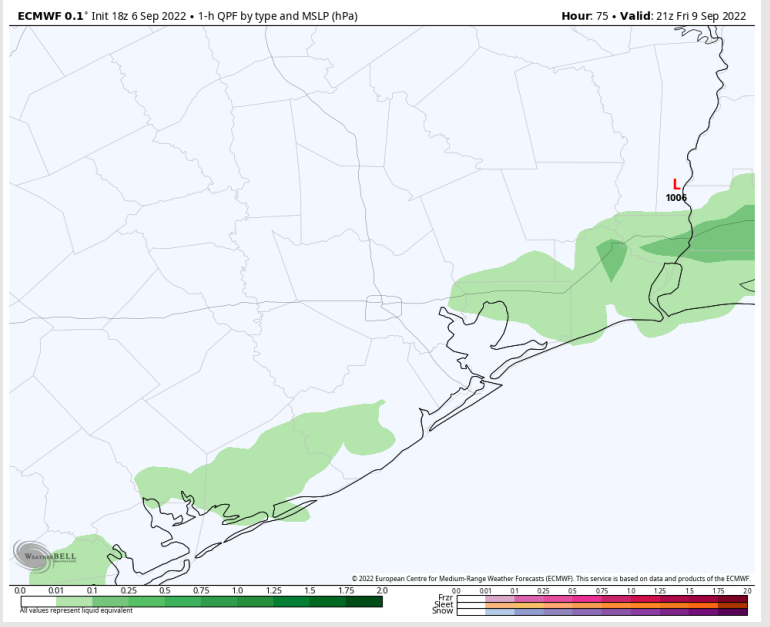 ECMWF 0.1° Init 18z 6 Sep 2022 • 1-h QPF by type and MSLP (hPa)
Hour: 75 • Valid: 21z Fri 9 Sep 2022
L
1006
WEATHERBELL
© 2022 European Centre for Medium-Range Weather Forecasts (ECMWF). This service is based on data and products of the ECMWF.
0.0 0.01 0.1 0.25 0.5 0.75 1.0 1.25 1.5 1.75 2.0
All values represent liquid equivalent
0.0 0.01 0.1 0.25 0.5 0.75 1.0 1.25 1.5 1.75 2.0
Frzr
Sleet
Snow